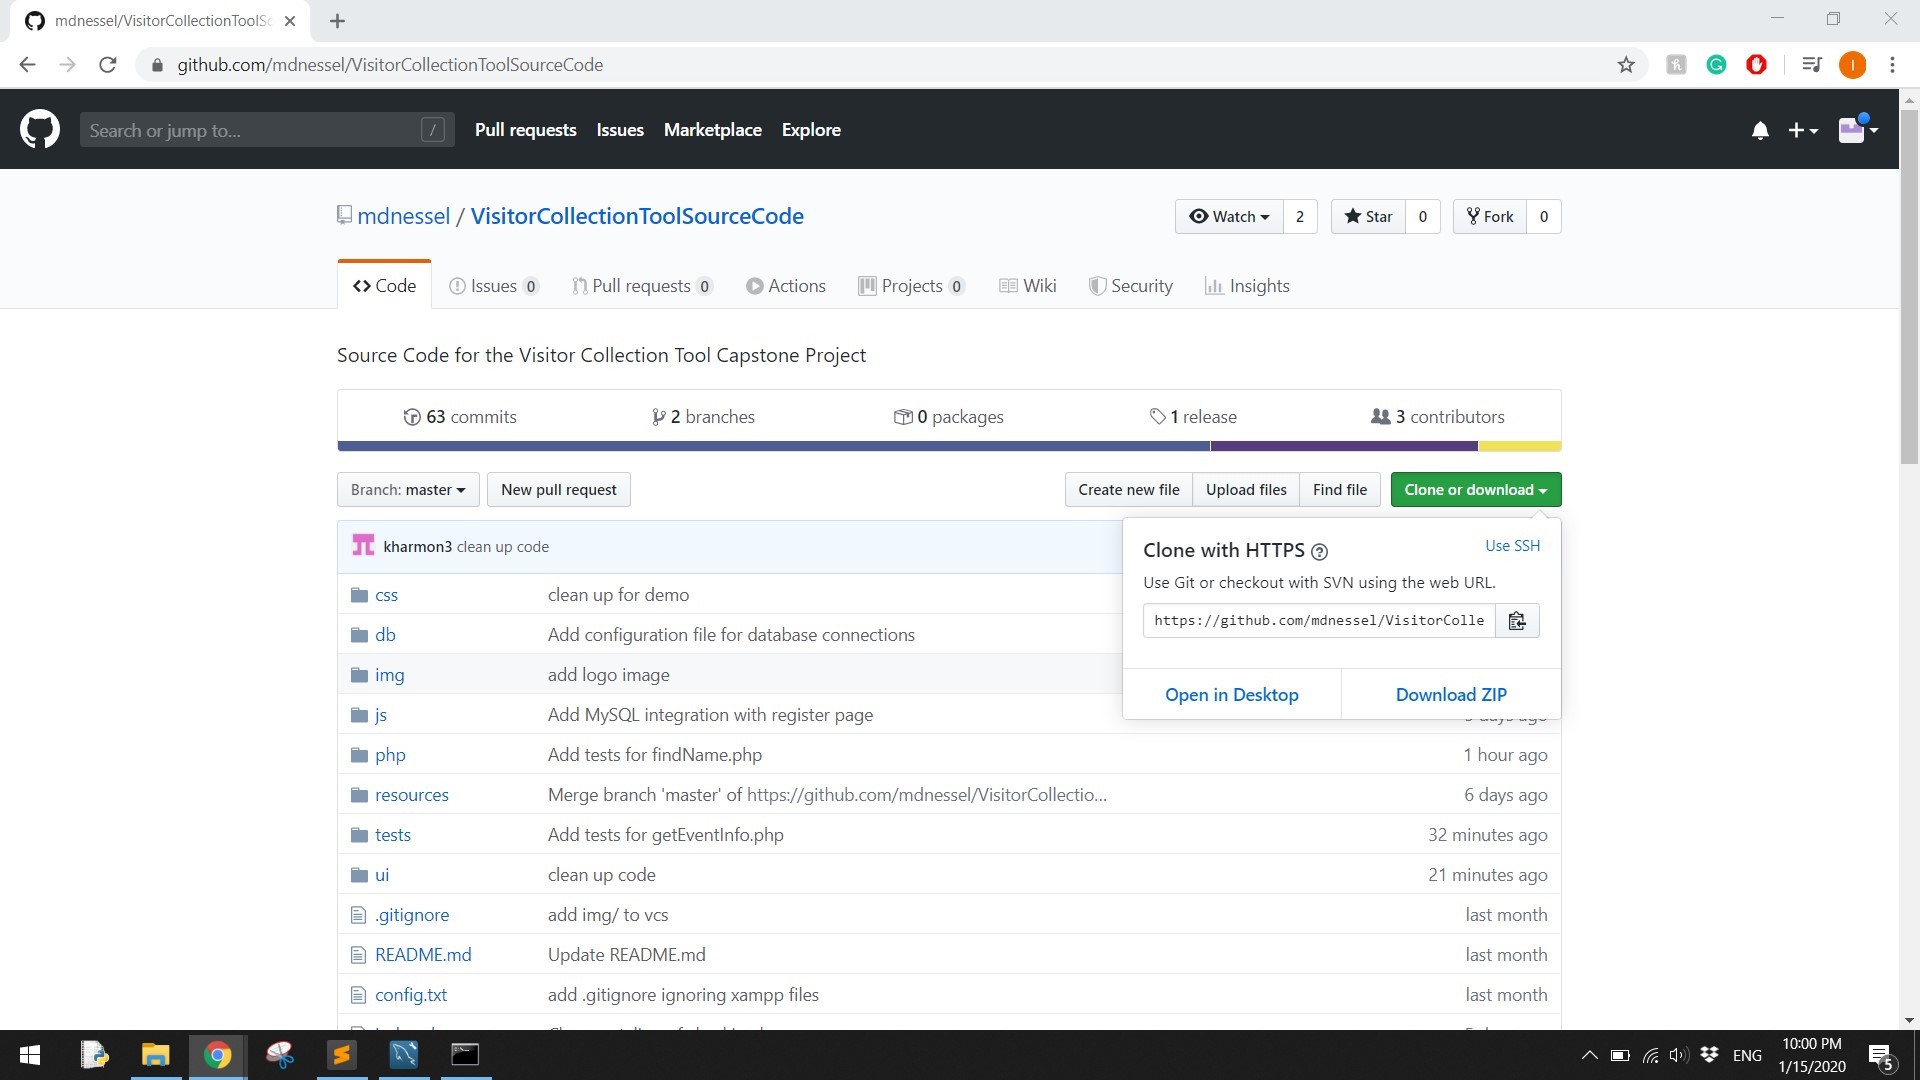 mdnessel/VisitorCollectionToolSc
github.com/mdnessel/VisitorCollectionToolSourceCode
Search or jump to... /
Pull requests Issues Marketplace Explore
mdnessel / VisitorCollectionToolSourceCode
Watch 2 Star 0 Fork 0
Code Issues 0 Pull requests 0 Actions Projects 0 Wiki Security Insights
Source Code for the Visitor Collection Tool Capstone Project
63 commits 2 branches 0 packages 1 release 3 contributors
Branch: master New pull request Create new file Upload files Find file Clone or download
kharmon3 clean up code
Clone with HTTPS ?
Use SSH
Use Git or checkout with SVN using the web URL.
https://github.com/mdnessel/VisitorColle
Open in Desktop Download ZIP
css clean up for demo
db Add configuration file for database connections
img add logo image
js Add MySQL integration with register page
php Add tests for findName.php 1 hour ago
resources Merge branch 'master' of https://github.com/mdnessel/VisitorCollectio... 6 days ago
tests Add tests for getEventInfo.php 32 minutes ago
ui clean up code 21 minutes ago
.gitignore add img/ to vcs last month
README.md Update README.md last month
config.txt add .gitignore ignoring xampp files last month
ENG
10:00 PM
1/15/2020
5